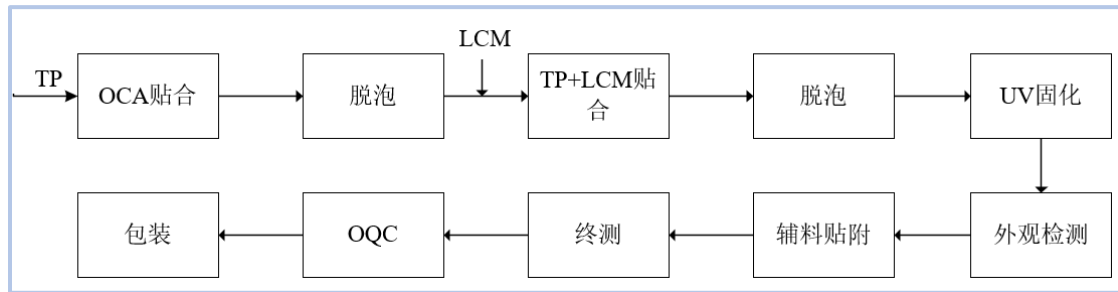 TP
OCA贴合
脱泡
LCM
TP+LCM贴
合
脱泡
UV固化
包装
OQC
终测
辅料贴附
外观检测